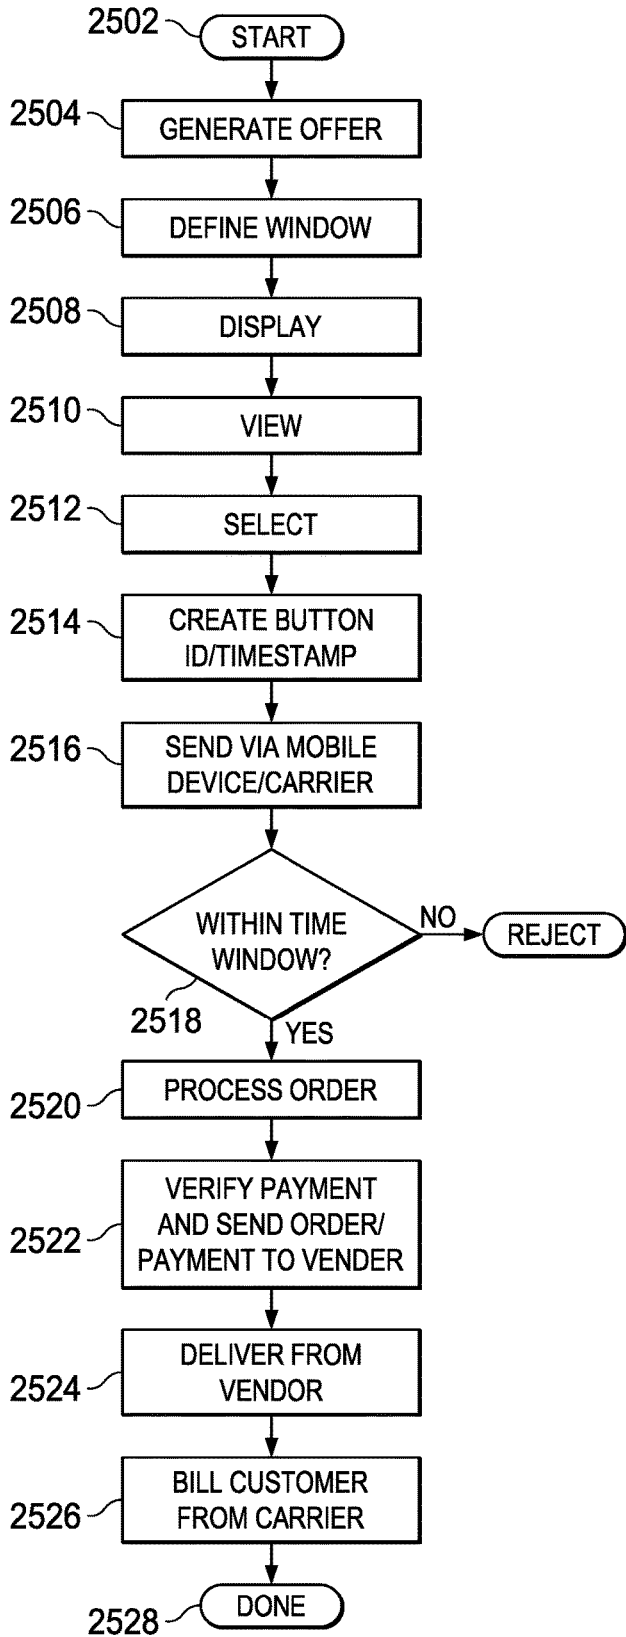 2502
START
2504
GENERATE OFFER
2506
DEFINE WINDOW
2508
DISPLAY
2510
VIEW
2512
SELECT
2514
CREATE BUTTON
ID/TIMESTAMP
2516
SEND VIA MOBILE
DEVICE/CARRIER
WITHIN TIME
WINDOW?
NO
REJECT
2518
YES
2520
PROCESS ORDER
2522
VERIFY PAYMENT
AND SEND ORDER/
PAYMENT TO VENDER
2524
DELIVER FROM
VENDOR
2526
BILL CUSTOMER
FROM CARRIER
2528
DONE